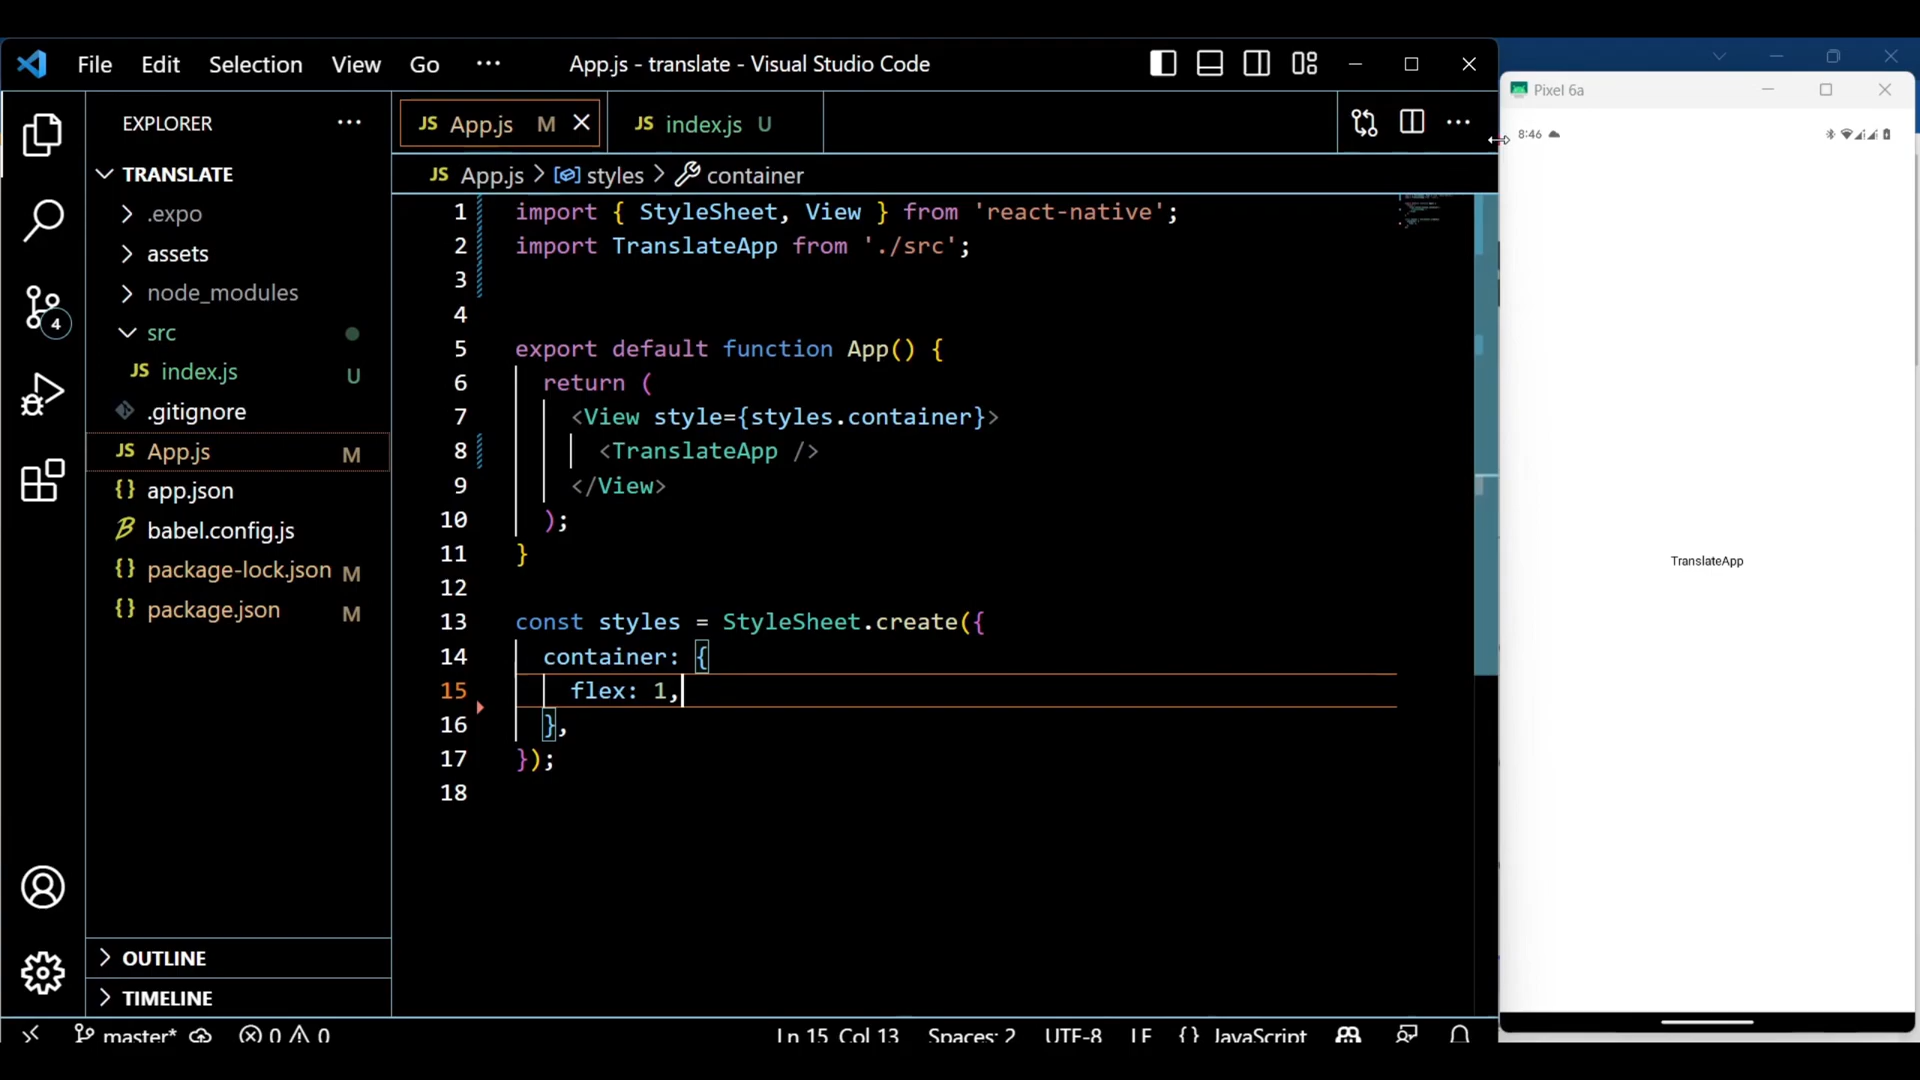 File Edit Selection View Go ··· App.js - translate - Visual Studio Code
EXPLORER ···
TRANSLATE
.expo
assets
node_modules
src
JS index.js U
.gitignore
JS App.js M
{} app.json
babel.config.js
{} package-lock.json M
{} package.json M
OUTLINE
TIMELINE
4
JS App.js M
JS index.js U
JS App.js > styles > container
1 import { StyleSheet, View } from 'react-native';
2 import TranslateApp from './src';
3
4
5 export default function App() {
6 return (
7 <View style={styles.container}>
8 <TranslateApp />
9 </View>
10 );
11 }
12
13 const styles = StyleSheet.create({
14 container: {
15 flex: 1,
16 },
17 });
18
master* 0 0 Ln 15 Col 13 Spaces: 2 UTF-8 LF {} JavaScript
Pixel 6a
8:46
TranslateApp